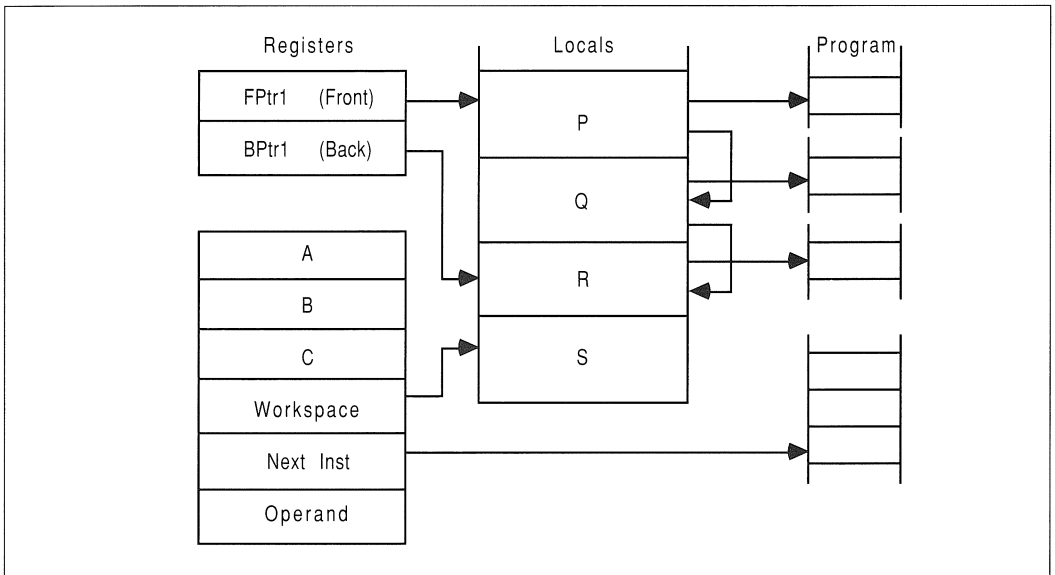 Registers
Locals
Program
FPtr1 (Front)
BPtr1 (Back)
P
Q
R
S
A
B
C
Workspace
Next Inst
Operand